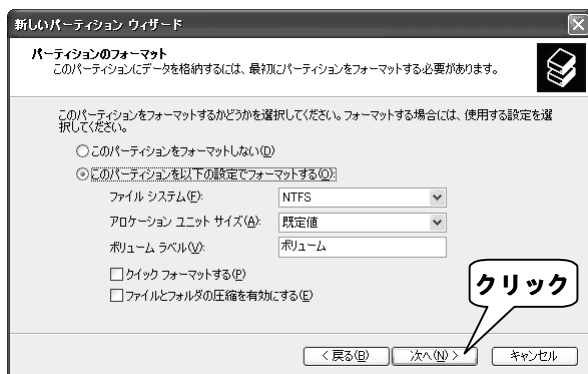 新しいパーティション ウィザード
パーティションのフォーマット
このパーティションにデータを格納するには、最初にパーティションをフォーマットする必要があります。
このパーティションをフォーマットするかどうかを選択してください。フォーマットする場合には、使用する設定を選
択してください。
このパーティションをフォーマットしない(D)
このパーティションを以下の設定でフォーマットする(O):
ファイル システム(F): NTFS
アロケーション ユニット サイズ(A): 既定値
ボリューム ラベル(V): ボリューム
クイック フォーマットする(P)
ファイルとフォルダの圧縮を有効にする(E)
クリック
< 戻る(B) 次へ(N) > キャンセル